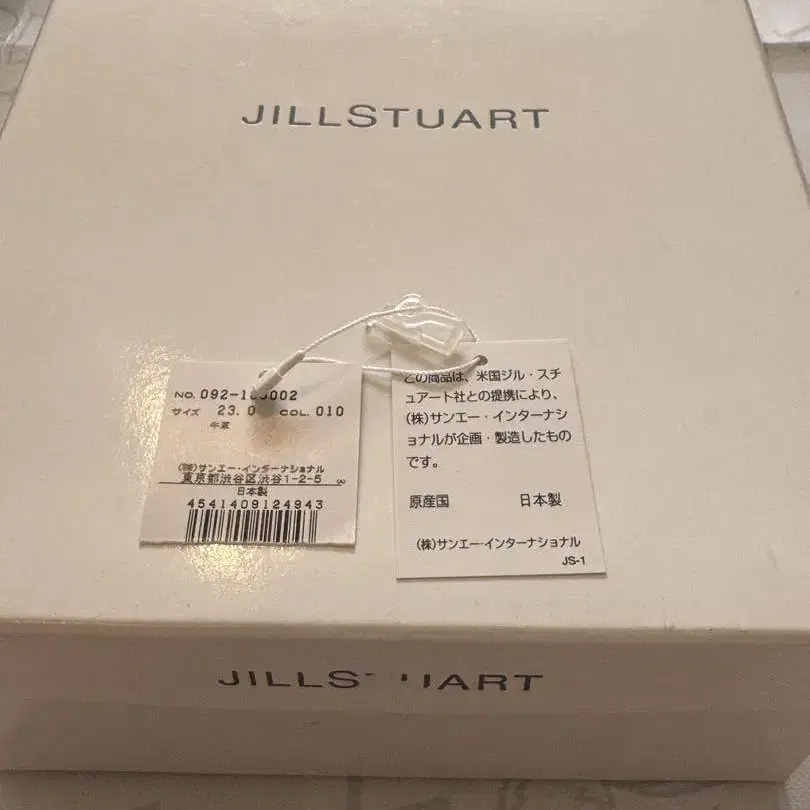 JILLSTUART
NO. 092-1 3002
サイズ 23.0 COL. 010
牛革
(株)サンエー・インターナショナル
東京都渋谷区渋谷1-2-5 (A)
日本製
4541409124943
この商品は、米国ジル・スチ
ュアート社との提携により、
(株)サンエー・インターナシ
ョナルが企画・製造したもの
です。
原産国 日本製
(株)サンエー・インターナショナル
JS-1
JILLS ART